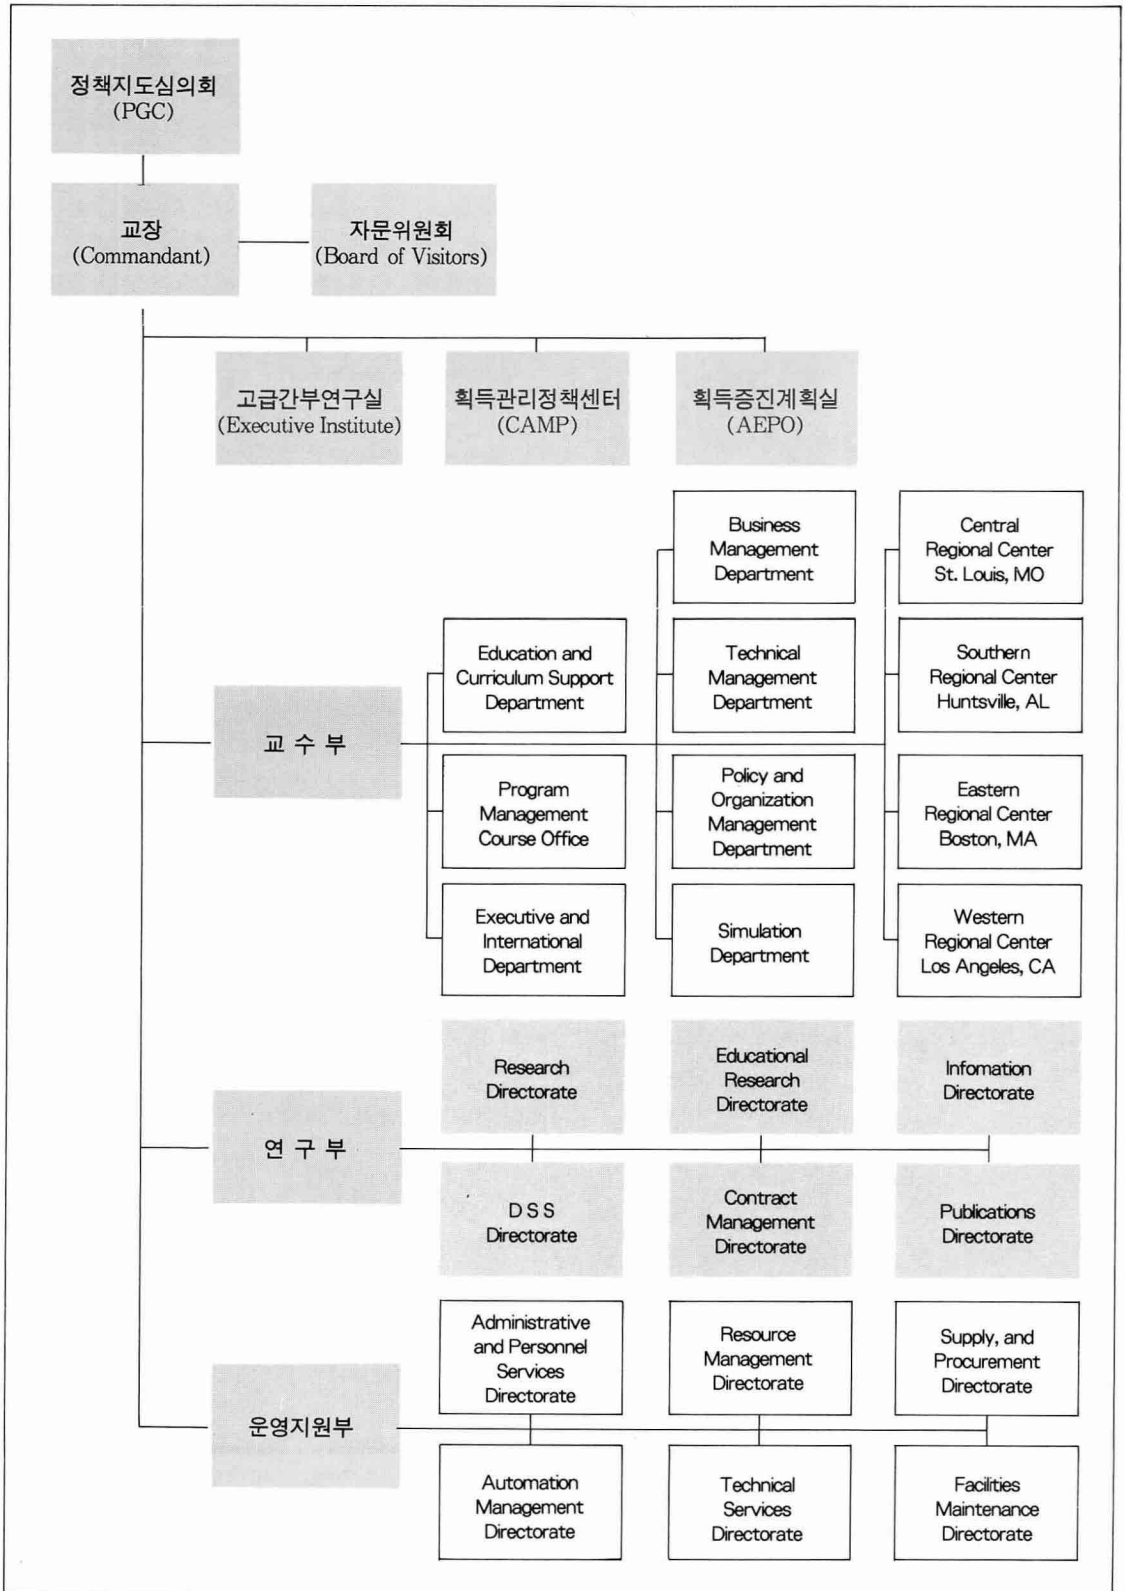 정책지도심의회
(PGC)
교장
(Commandant)
자문위원회
(Board of Visitors)
고급간부연구실
(Executive Institute)
획득관리정책센터
(CAMP)
획득증진계획실
(AEPO)
Business
Management
Department
Central
Regional Center
St. Louis, MO
Education and
Curriculum Support
Department
Technical
Management
Department
Southern
Regional Center
Huntsville, AL
교 수 부
Program
Management
Course Office
Policy and
Organization
Management
Department
Eastern
Regional Center
Boston, MA
Executive and
International
Department
Simulation
Department
Western
Regional Center
Los Angeles, CA
Research
Directorate
Educational
Research
Directorate
Infomation
Directorate
연 구 부
DSS
Directorate
Contract
Management
Directorate
Publications
Directorate
Administrative
and Personnel
Services
Directorate
Resource
Management
Directorate
Supply, and
Procurement
Directorate
운영지원부
Automation
Management
Directorate
Technical
Services
Directorate
Facilities
Maintenance
Directorate